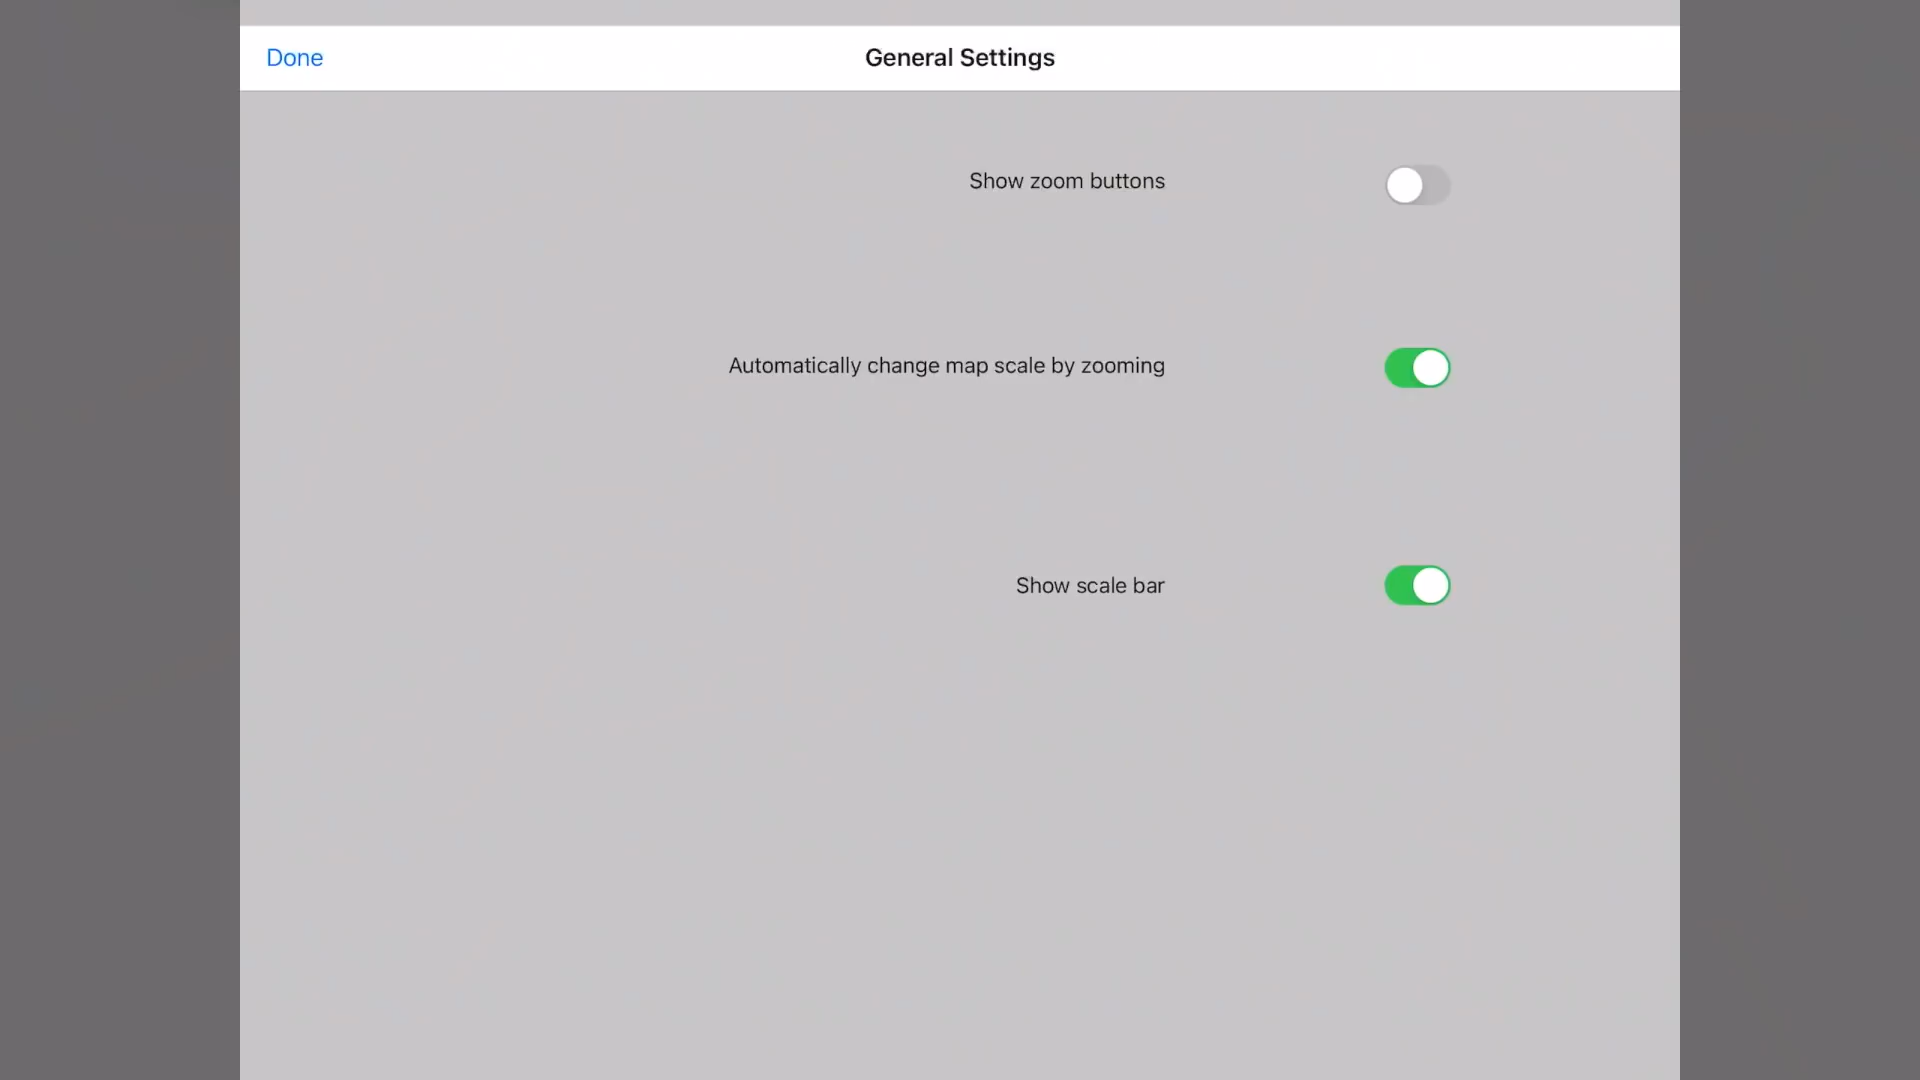 Done
General Settings
Show zoom buttons
Automatically change map scale by zooming
Show scale bar